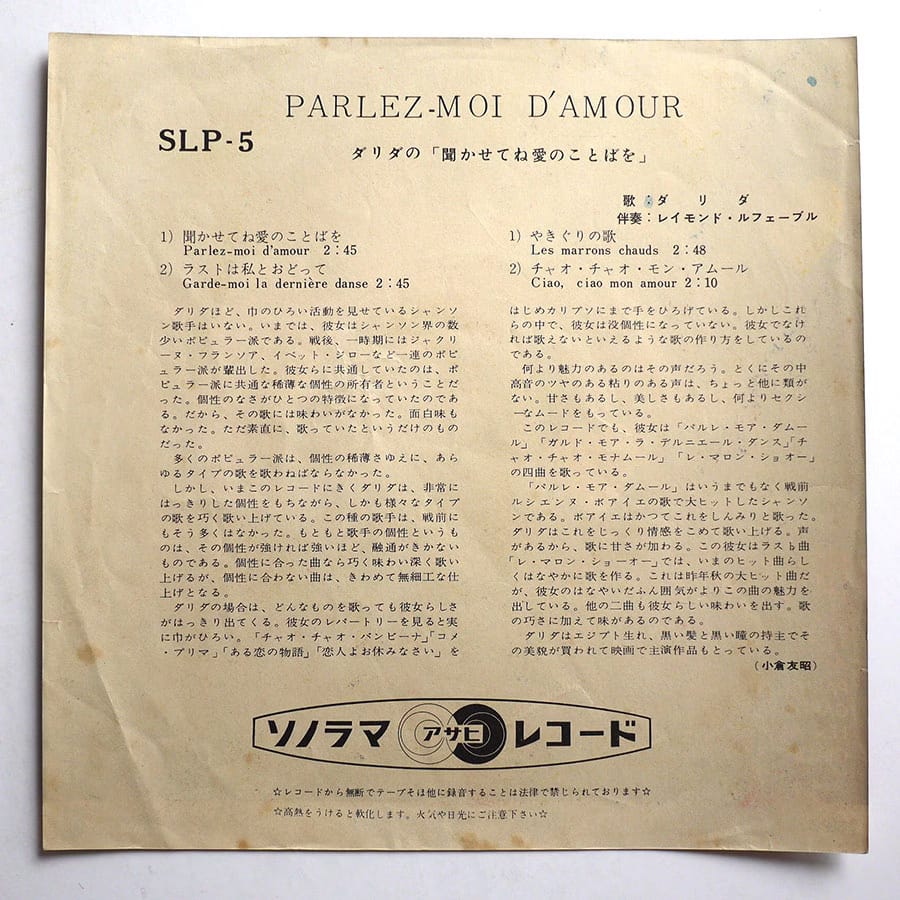 PARLEZ-MOI D'AMOUR
SLP-5
ダリダの「聞かせてね愛のことばを」
歌:ダリダ
伴奏:レイモンド・ルフェーブル
1) 聞かせてね愛のことばを
Parlez-moi d'amour 2:45
2) ラストは私とおどって
Garde-moi la dernière danse 2:45
1) やきぐりの歌
Les marrons chauds 2:48
2) チャオ・チャオ・モン・アムール
Ciao, ciao mon amour 2:10
ダリダほど、巾のひろい活動を見せているシャンソ
ン歌手はいない。いまでは、彼女はシャンソン界の数
少いポピュラー派である。戦後、一時期にはジャクリ
ーヌ・フランソア、イベット・ジローなど一連のポピ
ュラー派が輩出した。彼女らに共通していたのは、ポ
ピュラー派に共通な稀薄な個性の所有者ということだ
った。個性のなさがひとつの特徴になっていたのであ
る。だから、その歌には味わいがなかった。面白味も
なかった。ただ素直に、歌っていたというだけのもの
だった。
多くのポピュラー派は、個性の稀薄さゆえに、あら
ゆるタイプの歌を歌わねばならなかった。
しかし、いまこのレコードにきくダリダは、非常に
はっきりした個性をもちながら、しかも様々なタイプ
の歌を巧く歌い上げている。この種の歌手は、戦前に
もそう多くはなかった。もともと歌手の個性というも
のは、その個性が強ければ強いほど、融通がきかない
ものである。個性に合った曲なら巧く味わい深く歌い
上げるが、個性に合わない曲は、きわめて無細工な仕
上げとなる。
ダリダの場合は、どんなものを歌っても彼女らしさ
がはっきり出てくる。彼女のレパートリーを見ると実
に巾がひろい。「チャオ・チャオ・バンビーナ」「コメ
・プリマ」「ある恋の物語」「恋人よお休みなさい」を
はじめカリプソにまで手をひろげている。しかしこれ
らの中で、彼女は没個性になっていない。彼女でなけ
れば歌えないといえるような歌の作り方をしているの
である。
何より魅力のあるのはその声だろう。とくにその中
高音のツヤのある粘りのある声は、ちょっと他に類が
ない。甘さもあるし、美しさもあるし、何よりセクシ
ーなムードをもっている。
このレコードでも、彼女は「パルレ・モア・ダムー
ル」「ガルド・モア・ラ・デルニエール・ダンス」「チ
ャオ・チャオ・モナムール」「レ・マロン・ショオー」
の四曲を歌っている。
「パルレ・モア・ダムール」はいうまでもなく戦前
ルシエンヌ・ボアイエの歌で大ヒットしたシャンソ
ンである。ボアイエはかつてこれをしんみりと歌った。
ダリダはこれをじっくり情感をこめて歌い上げる。声
があるから、歌に甘さが加わる。この彼女はラスト曲
「レ・マロン・ショーオー」では、いまのヒット曲らし
くはなやかに歌を作る。これは昨年秋の大ヒット曲だ
が、彼女のはなやいだふん囲気がよりこの曲の魅力を
出している。他の二曲も彼女らしい味わいを出す。歌
の巧さに加えて味があるのである。
ダリダはエジプト生れ、黒い髪と黒い瞳の持主でそ
の美貌が買われて映画で主演作品もとっている。
(小倉友昭)
ソノラマ アサヒ レコード
☆レコードから無断でテープその他に録音することは法律で禁じられております☆
☆高熱をうけると軟化します。火気や日光にご注意下さい☆